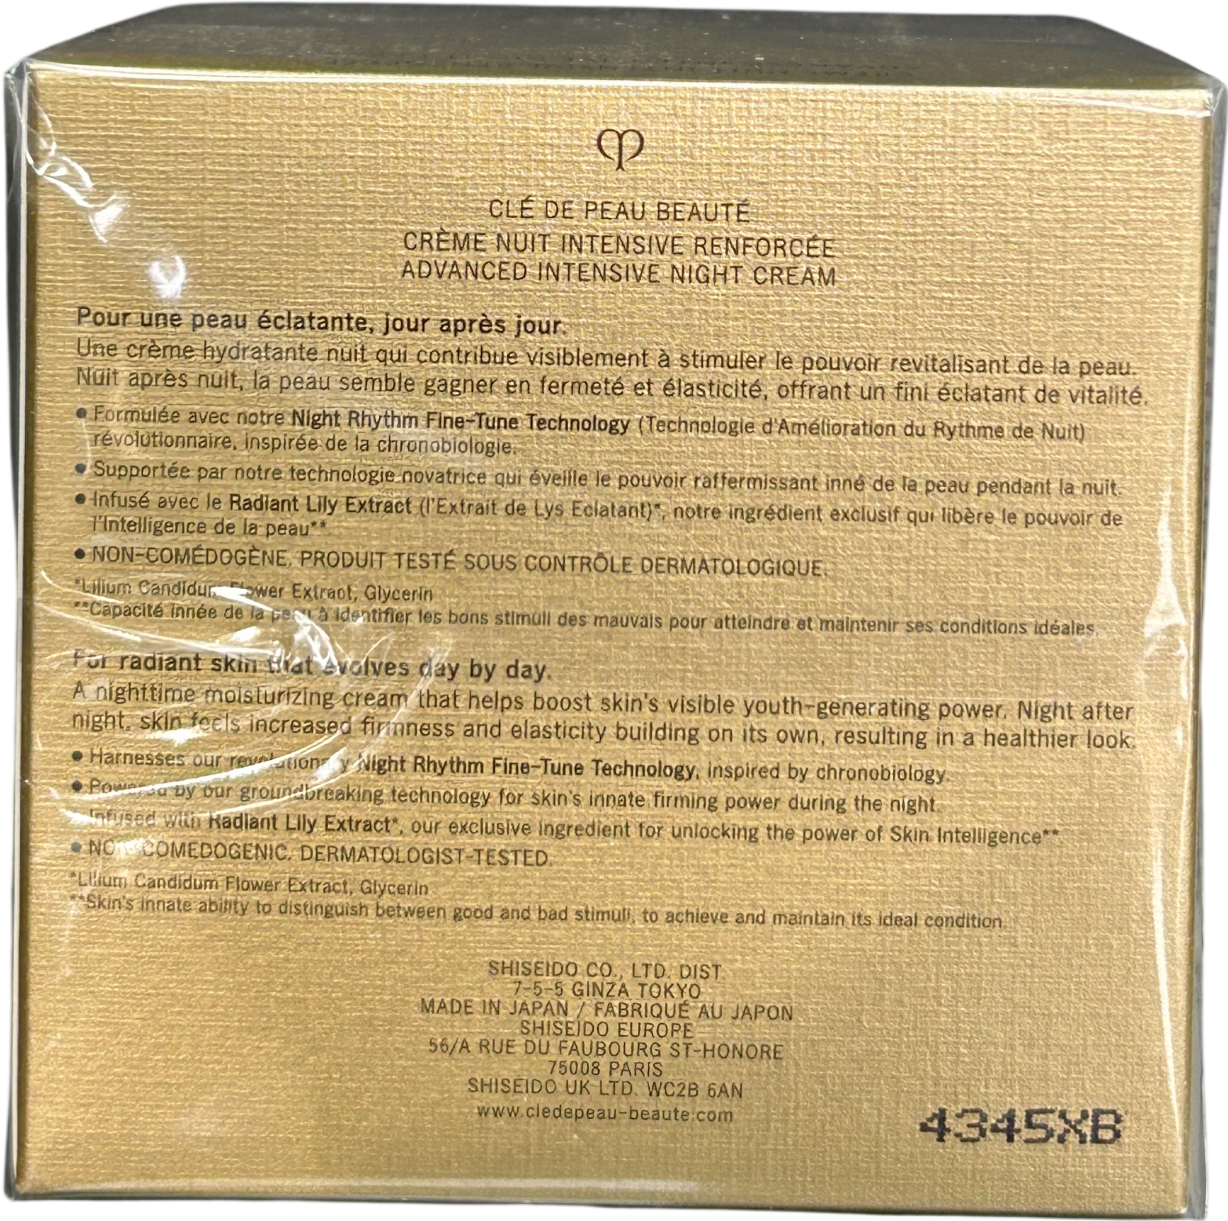 CLÉ DE PEAU BEAUTÉ
CRÈME NUIT INTENSIVE RENFORCÉE
ADVANCED INTENSIVE NIGHT CREAM
Pour une peau éclatante, jour après jour.
Une crème hydratante nuit qui contribue visiblement à stimuler le pouvoir revitalisant de la peau.
Nuit après nuit, la peau semble gagner en fermeté et élasticité, offrant un fini éclatant de vitalité.
● Formulée avec notre Night Rhythm Fine-Tune Technology (Technologie d'Amélioration du Rythme de Nuit)
révolutionnaire, inspirée de la chronobiologie.
● Supportée par notre technologie novatrice qui éveille le pouvoir raffermissant inné de la peau pendant la nuit.
● Infusé avec le Radiant Lily Extract (l'Extrait de Lys Eclatant)*, notre ingrédient exclusif qui libère le pouvoir de
l'Intelligence de la peau**
● NON-COMÉDOGÈNE. PRODUIT TESTÉ SOUS CONTRÔLE DERMATOLOGIQUE.
*Lilium Candidum Flower Extract, Glycerin
**Capacité innée de la peau à identifier les bons stimuli des mauvais pour atteindre et maintenir ses conditions idéales.
For radiant skin that evolves day by day.
A nighttime moisturizing cream that helps boost skin's visible youth-generating power. Night after
night, skin feels increased firmness and elasticity building on its own, resulting in a healthier look.
● Harnesses our revolutionary Night Rhythm Fine-Tune Technology, inspired by chronobiology.
● Powered by our groundbreaking technology for skin's innate firming power during the night.
Infused with Radiant Lily Extract*, our exclusive ingredient for unlocking the power of Skin Intelligence**.
● NON-COMEDOGENIC. DERMATOLOGIST-TESTED.
*Lilium Candidum Flower Extract, Glycerin
**Skin's innate ability to distinguish between good and bad stimuli, to achieve and maintain its ideal condition.
SHISEIDO CO., LTD. DIST.
7-5-5 GINZA TOKYO
MADE IN JAPAN / FABRIQUÉ AU JAPON
SHISEIDO EUROPE
56/A RUE DU FAUBOURG ST-HONORE
75008 PARIS
SHISEIDO UK LTD. WC2B 6AN
www.cledepeau-beaute.com
4345XB